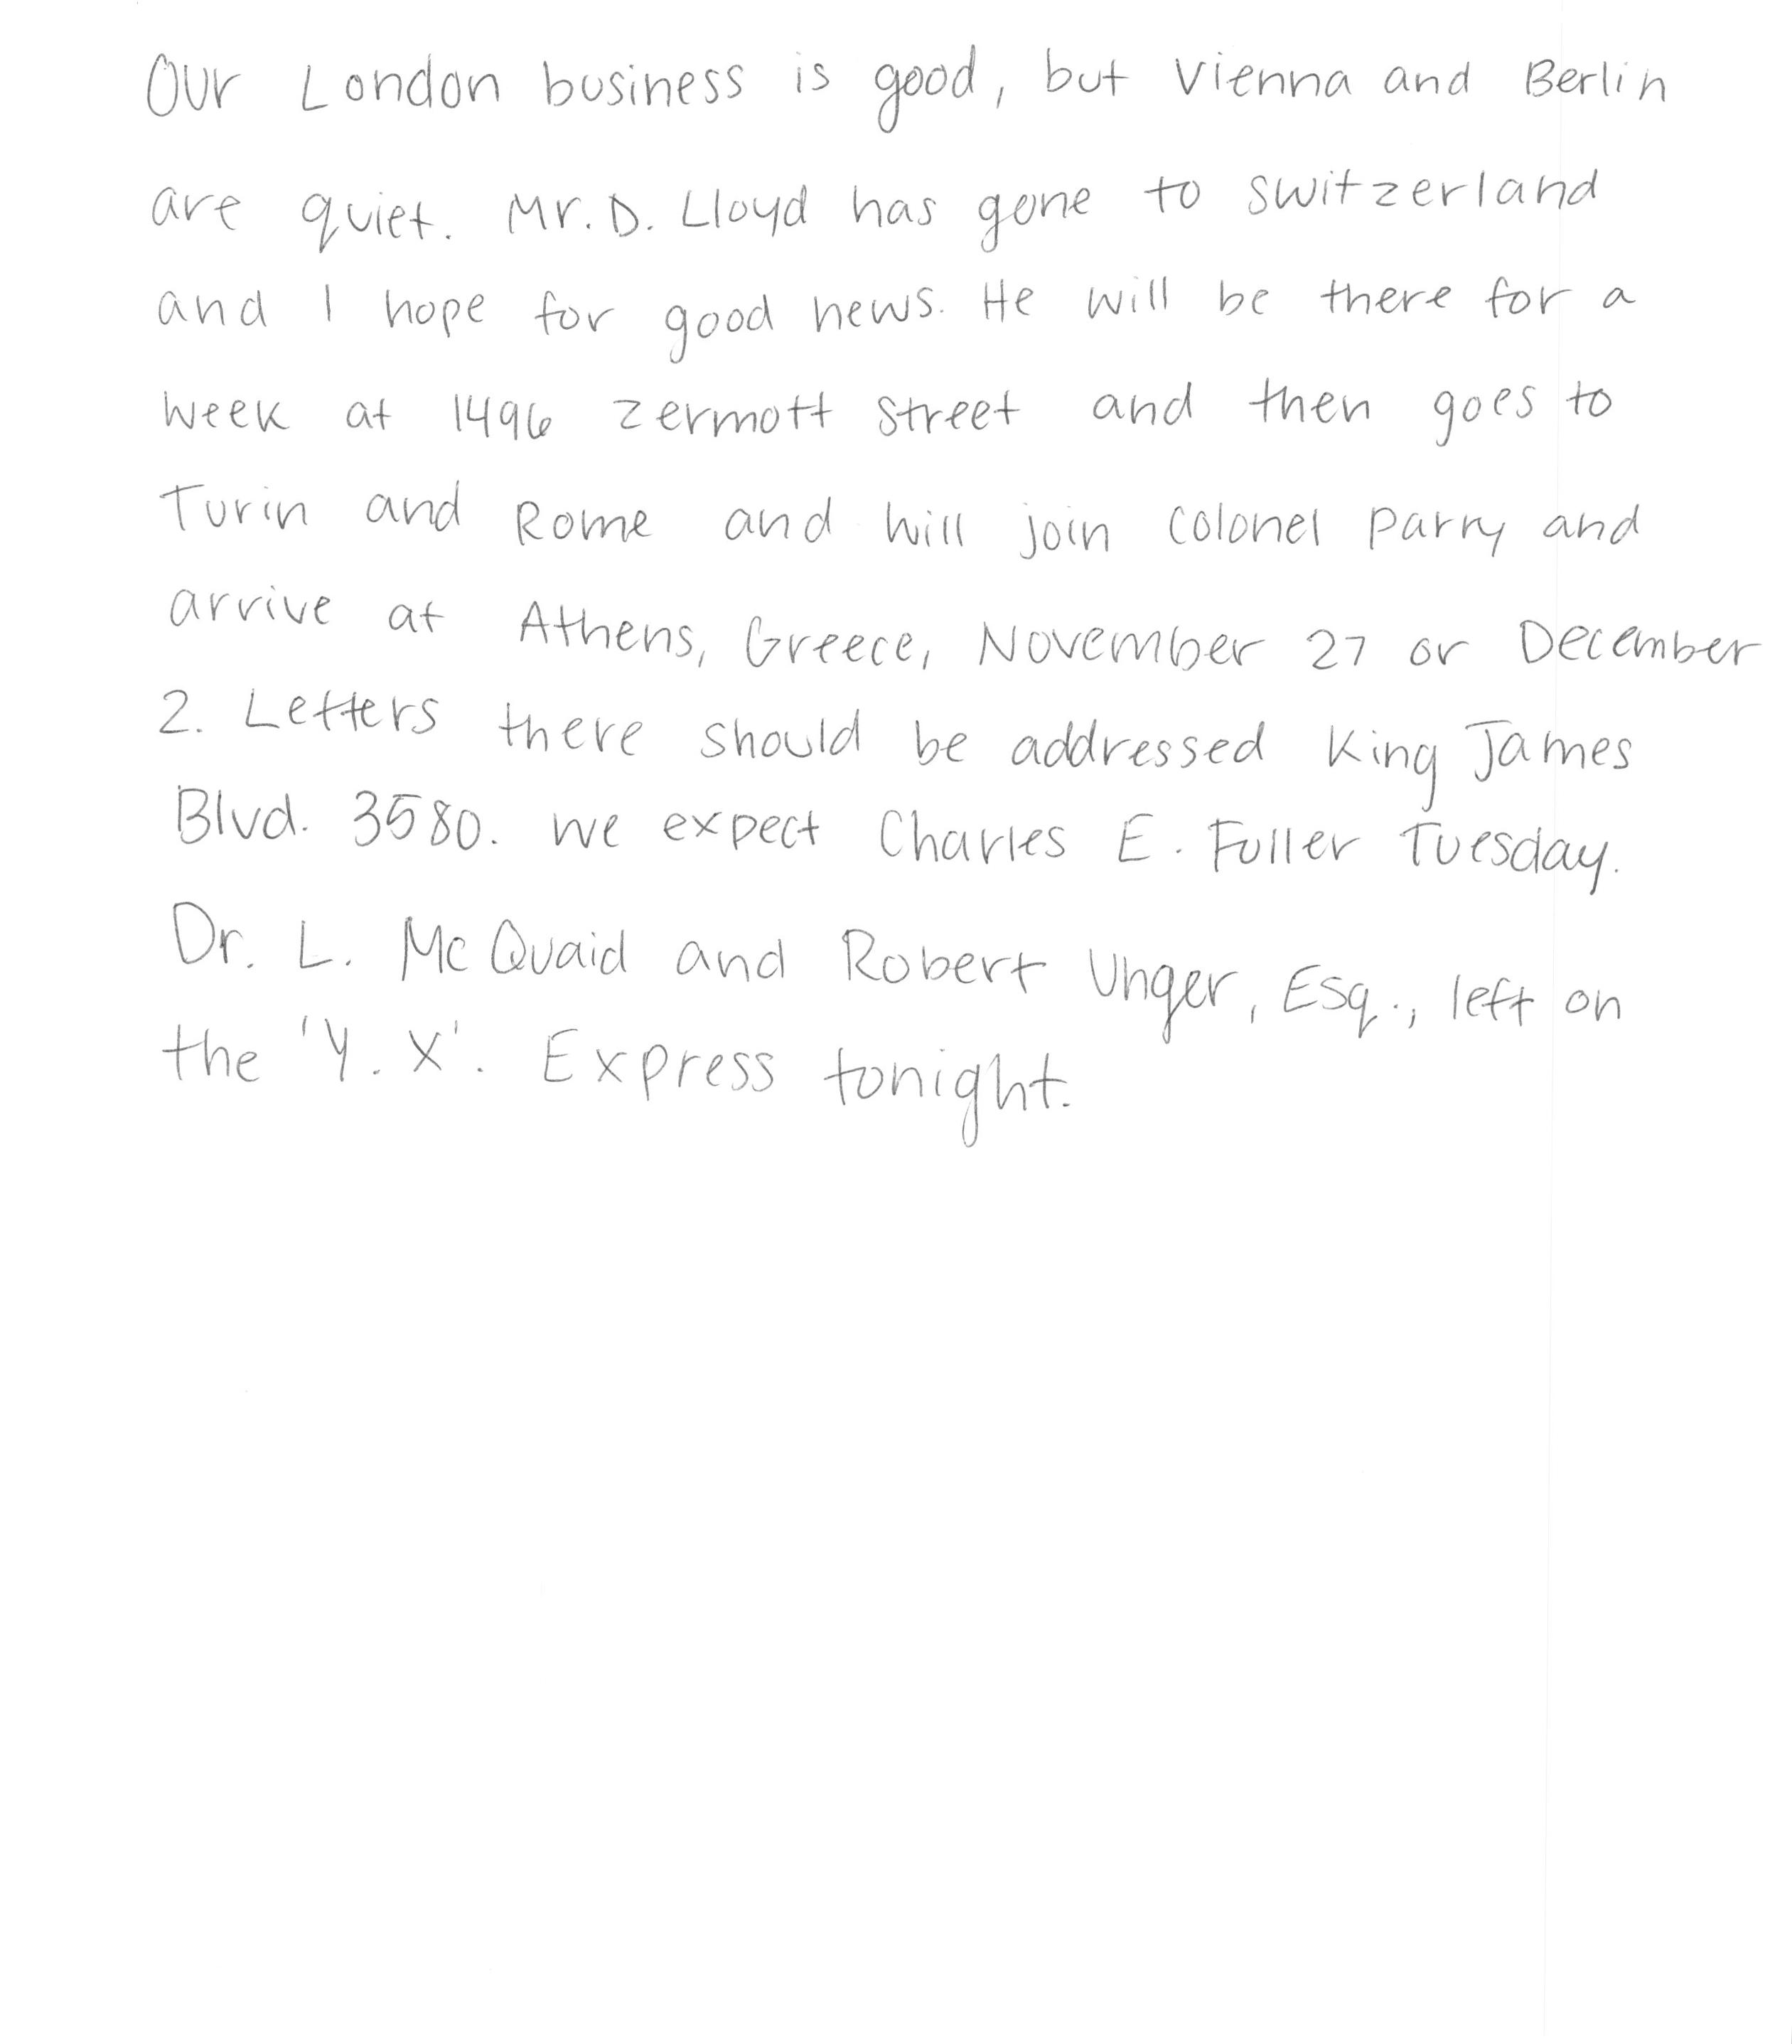 Our London business is good, but Vienna and Berlin
are quiet. Mr. D. Lloyd has gone to Switzerland
and I hope for good news. He will be there for a
week at 1496 Zermott Street and then goes to
Turin and Rome and will join Colonel Parry and
arrive at Athens, Greece, November 27 or December
2. Letters there should be addressed King James
Blvd. 3580. We expect Charles E. Fuller Tuesday.
Dr. L. McQuaid and Robert Unger, Esq., left on
the 'Y. X'. Express tonight.